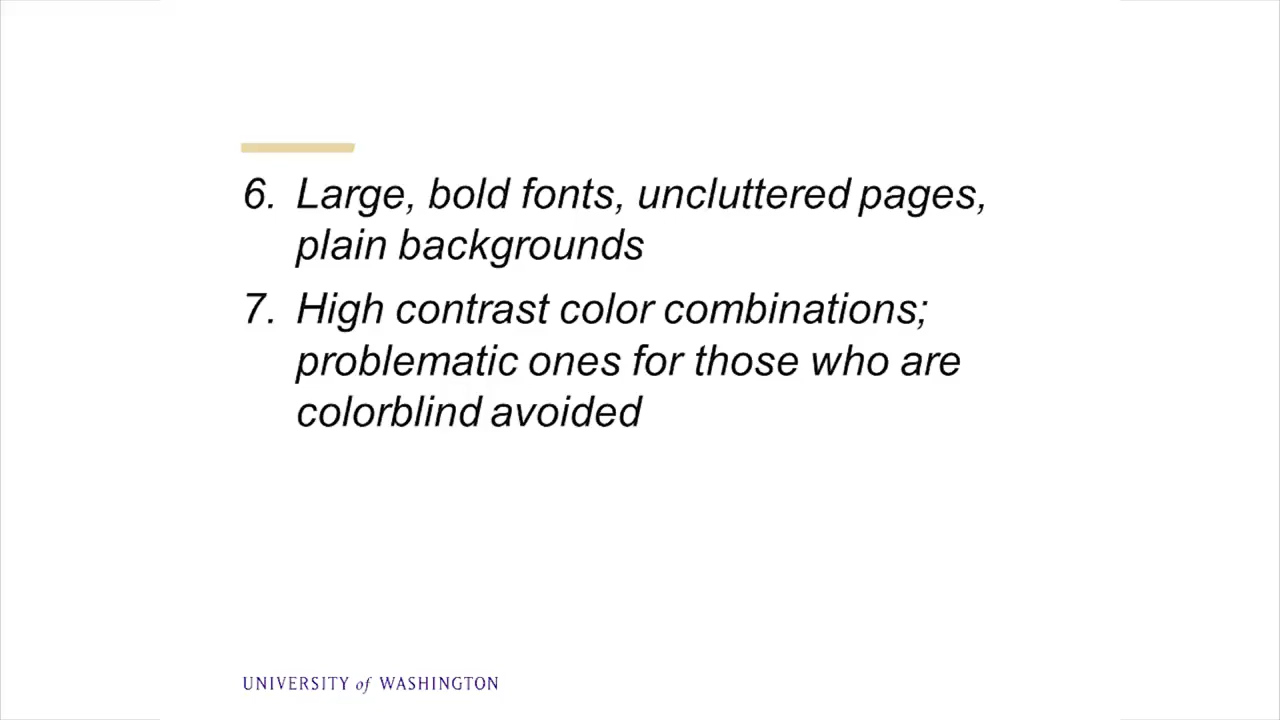 6. Large, bold fonts, uncluttered pages,
plain backgrounds
7. High contrast color combinations;
problematic ones for those who are
colorblind avoided
UNIVERSITY of WASHINGTON